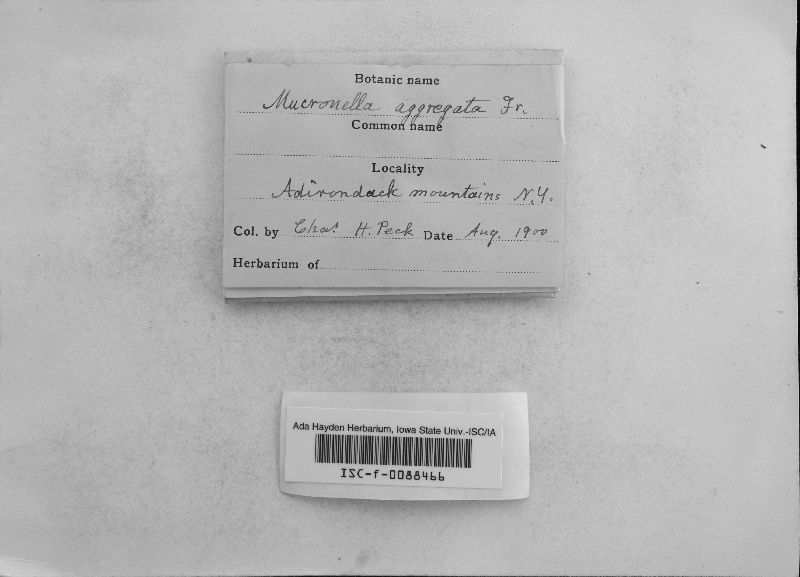 Botanic name
Mucronella aggregata Fr.
Common name
Locality
Adirondack mountains N.Y.
Col. by Chas H. Peck Date Aug. 1900
Herbarium of
Ada Hayden Herbarium, Iowa State Univ.-ISC/IA
ISC-f-0088466